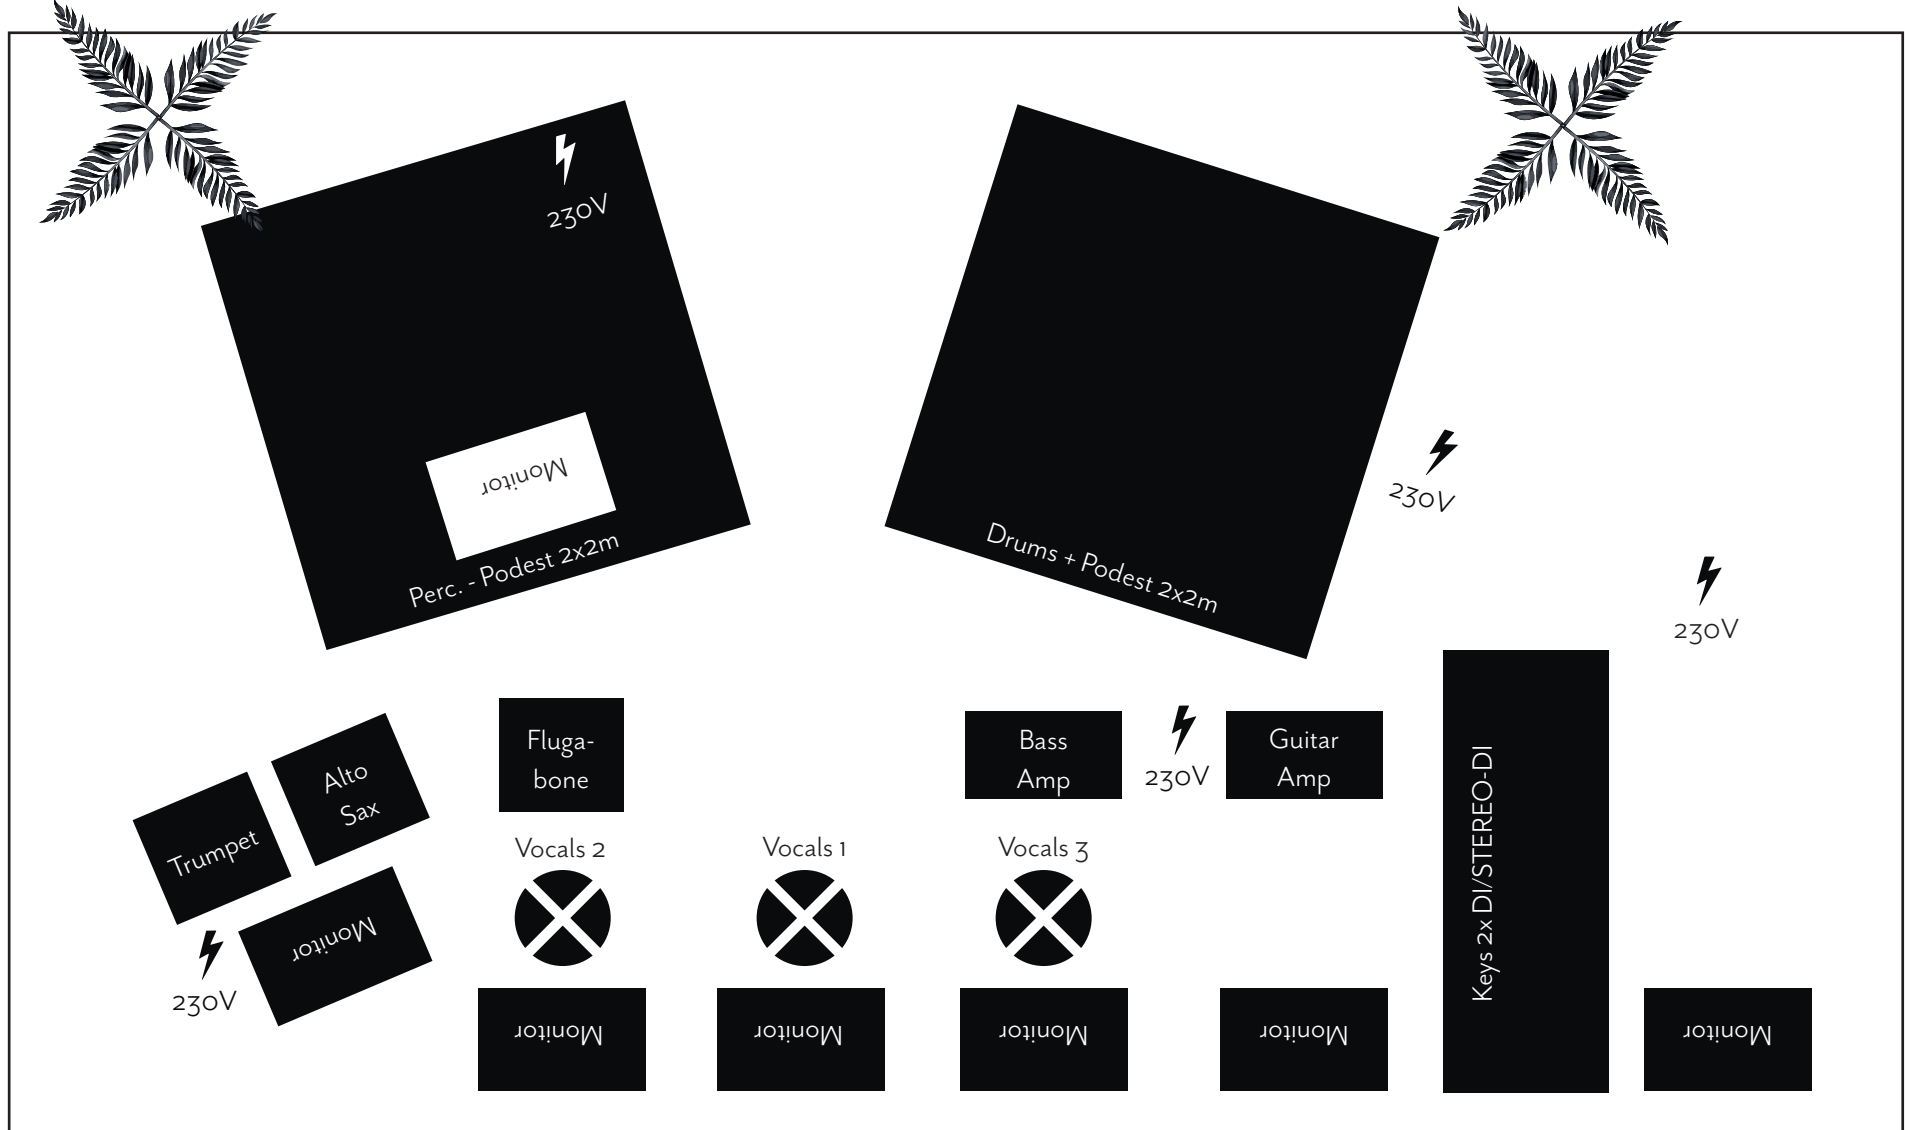 230V
Monitor
Perc. - Podest 2x2m
Drums + Podest 2x2m
230V
230V
Trumpet
Alto
Sax
Fluga-
bone
Bass
Amp
230V
Guitar
Amp
Keys 2x DI/STEREO-DI
Vocals 2
Vocals 1
Vocals 3
230V
Monitor
Monitor
Monitor
Monitor
Monitor
Monitor